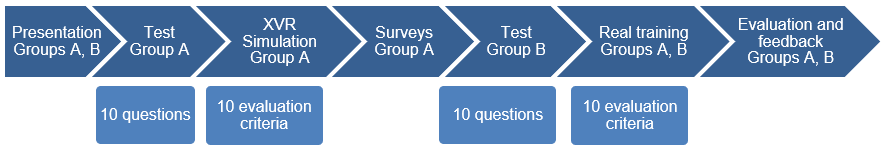 Presentation
Groups A, B
Test
Group A
XVR
Simulation
Group A
Surveys
Group A
Test
Group B
Real training
Groups A, B
Evaluation and
feedback
Groups A, B
10 questions
10 evaluation
criteria
10 questions
10 evaluation
criteria